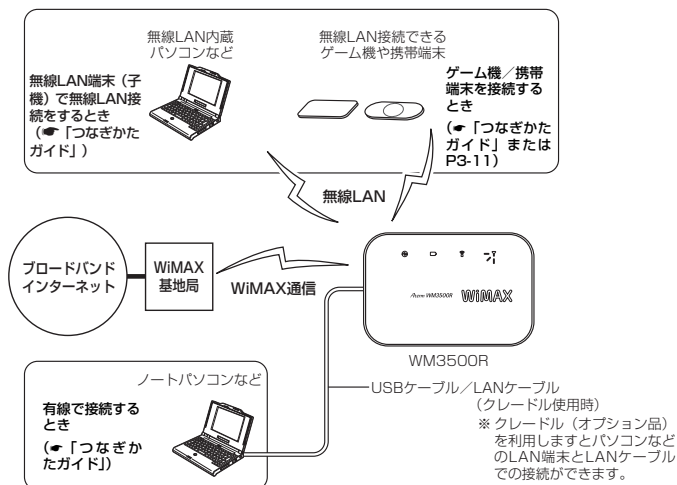 無線LAN内蔵
パソコンなど
無線LAN接続できる
ゲーム機や携帯端末
無線LAN端末（子
機）で無線LAN接
続をするとき
（☛「つなぎかた
ガイド」）
ゲーム機／携帯
端末を接続する
とき
（☛「つなぎかた
ガイド」または
P3-11）
無線LAN
ブロードバンド
インターネット
WiMAX
基地局
WiMAX通信
Aterm WM3500R
WiMAX
WM3500R
ノートパソコンなど
有線で接続する
とき
（☛「つなぎか
たガイド」）
USBケーブル／LANケーブル
（クレードル使用時）
※ クレードル（オプション品）
を利用しますとパソコンなど
のLAN端末とLANケーブル
での接続ができます。